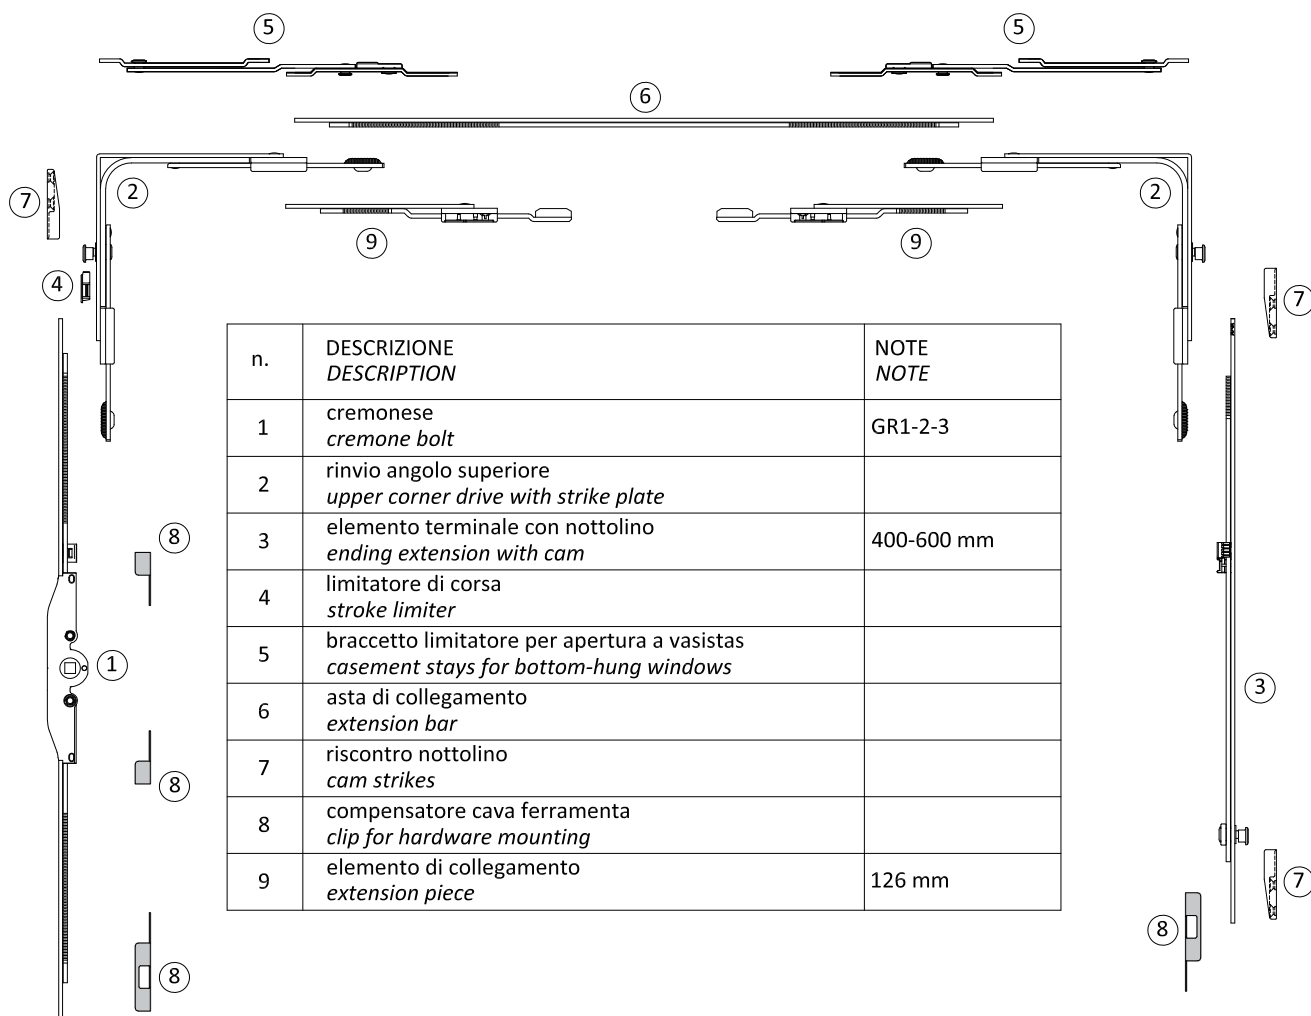 5
5
6
2
2
7
9
9
4
7
n.
DESCRIZIONE
DESCRIPTION
NOTE
NOTE
1
cremonese
cremone bolt
GR1-2-3
2
rinvio angolo superiore
upper corner drive with strike plate
3
elemento terminale con nottolino
ending extension with cam
400-600 mm
4
limitatore di corsa
stroke limiter
5
braccetto limitatore per apertura a vasistas
casement stays for bottom-hung windows
6
asta di collegamento
extension bar
7
riscontro nottolino
cam strikes
8
compensatore cava ferramenta
clip for hardware mounting
9
elemento di collegamento
extension piece
126 mm
8
1
3
8
7
8
8